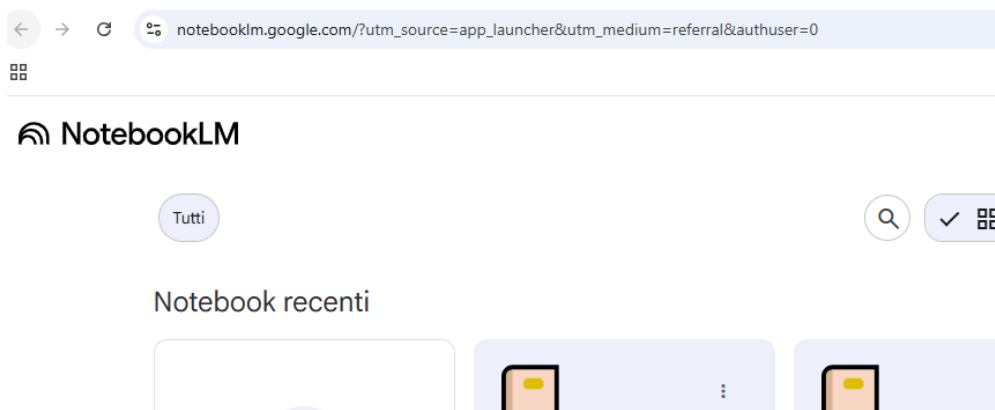 notebooklm.google.com/?utm_source=app_launcher&utm_medium=referral&authuser=0
NotebookLM
Tutti
Notebook recenti